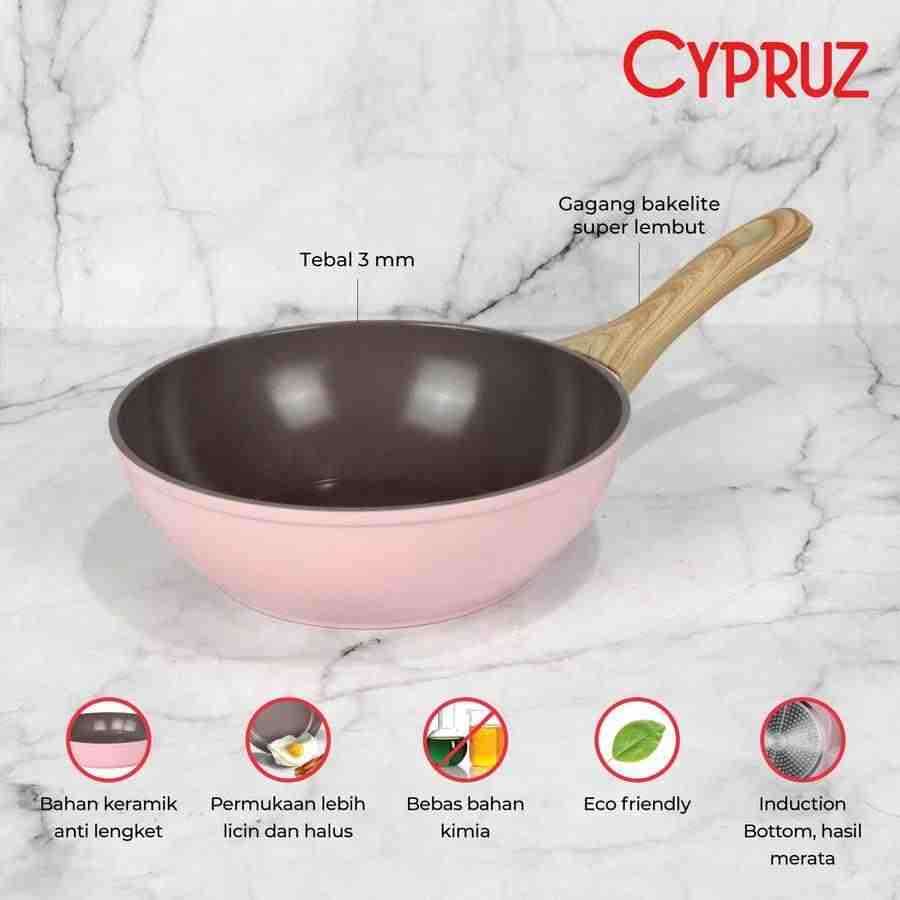 CYPRUZ
Gagang bakelite
super lembut
Tebal 3 mm
Bahan keramik
anti lengket
Permukaan lebih
licin dan halus
Bebas bahan
kimia
Eco friendly
Induction
Bottom, hasil
merata